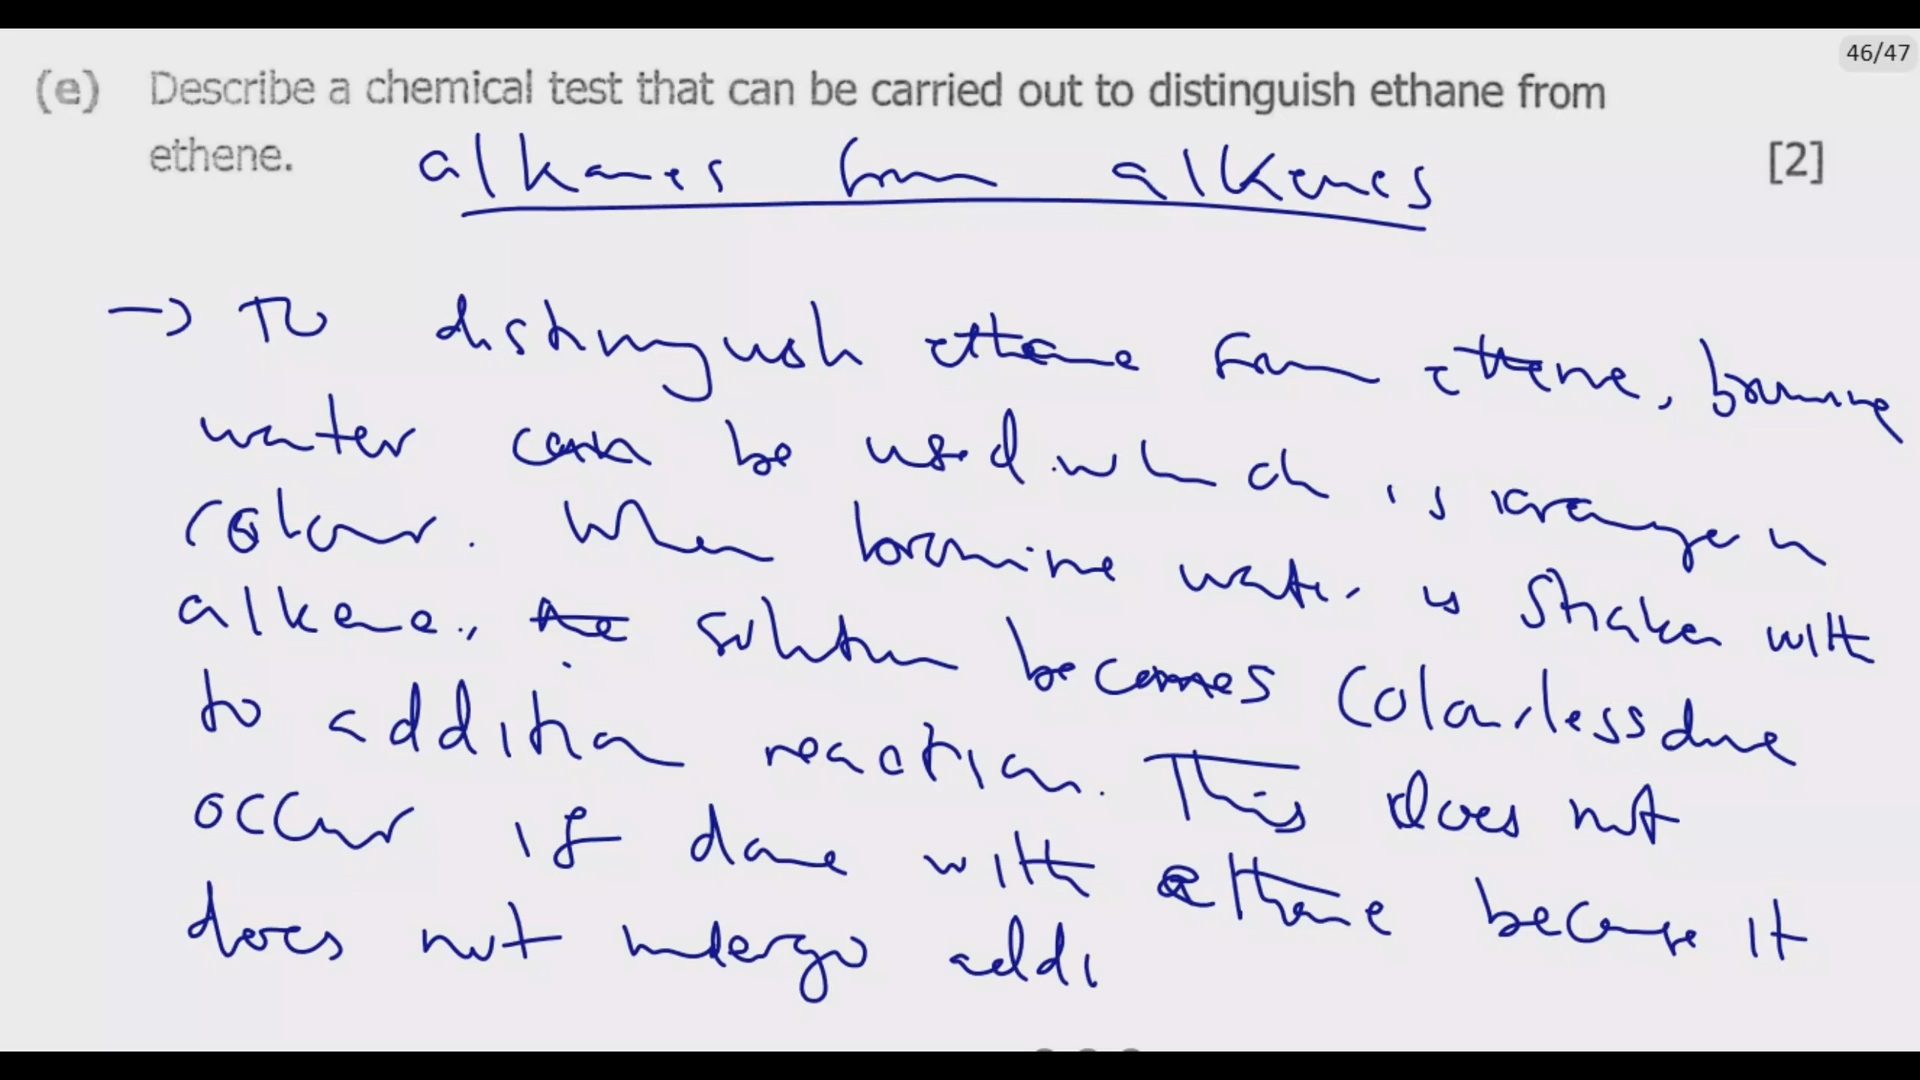 46/47
(e) Describe a chemical test that can be carried out to distinguish ethane from
ethene. [2]
alkanes from alkenes
→ To distinguish ethane from ethene, bromine
water can be used which is orange in
colour. When bromine water is shaken with
alkene, the solution becomes colourless due
to addition reaction. This does not
occur if done with ethane because it
does not undergo addi